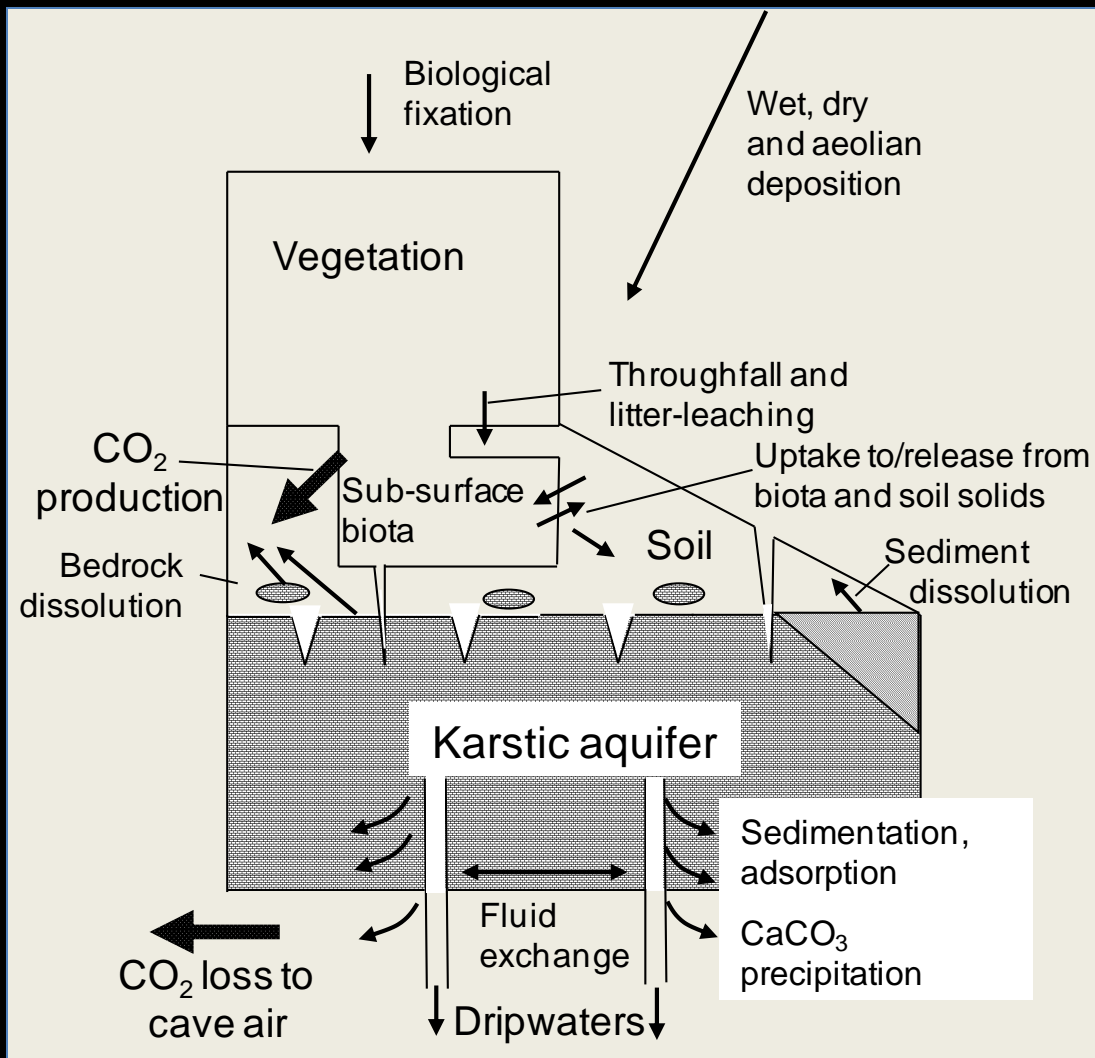 Biological
fixation
Wet, dry
and aeolian
deposition
Vegetation
Throughfall and
litter-leaching
CO₂
production
Sub-surface
biota
Uptake to/release from
biota and soil solids
Soil
Bedrock
dissolution
Sediment
dissolution
Karstic aquifer
Sedimentation,
adsorption
Fluid
exchange
CaCO₃
precipitation
CO₂ loss to
cave air
Dripwaters